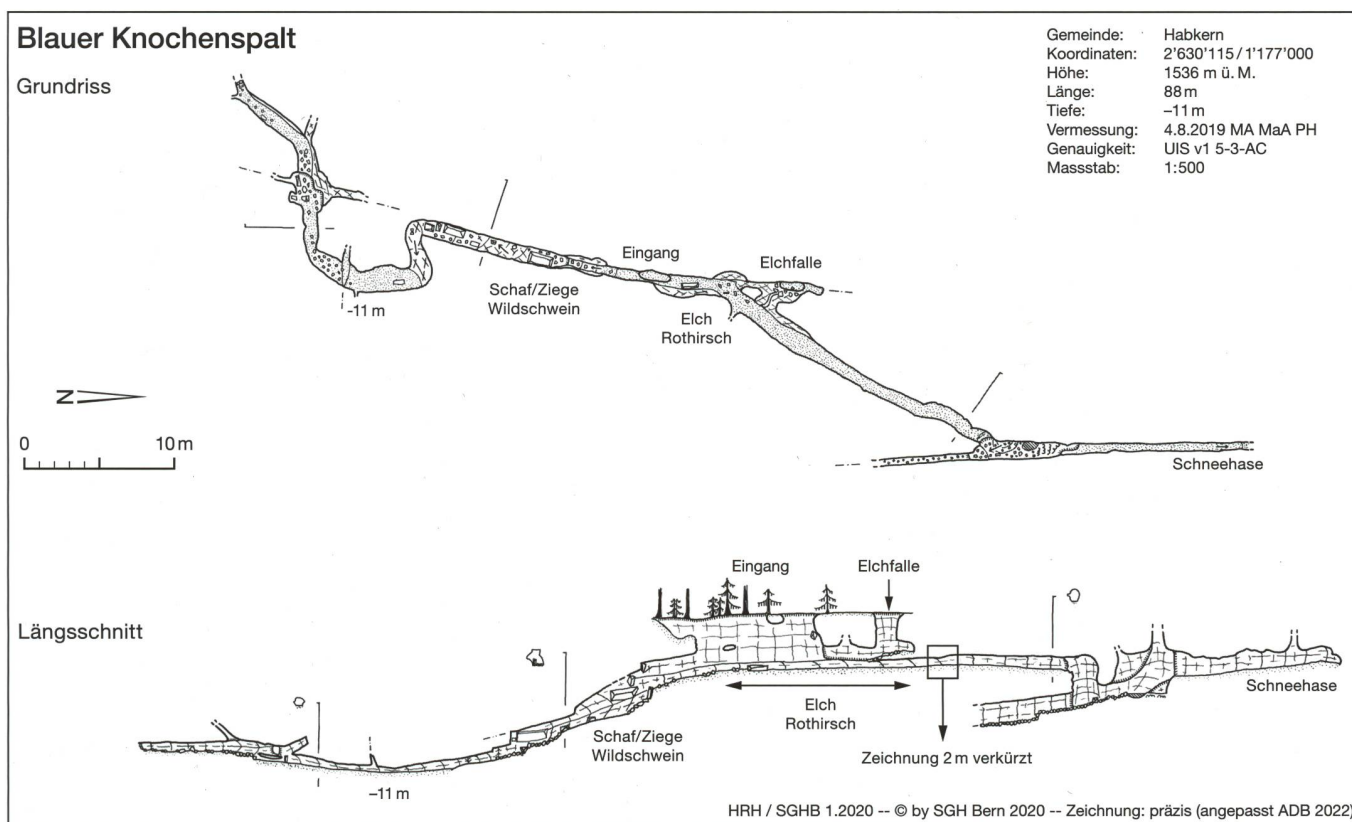 Blauer Knochenspalt
Grundriss
Gemeinde: Habkern
Koordinaten: 2’630’115 / 1’177’000
Höhe: 1536 m ü. M.
Länge: 88 m
Tiefe: –11 m
Vermessung: 4.8.2019 MA MaA PH
Genauigkeit: UIS v1 5-3-AC
Massstab: 1:500
Eingang
Elchfalle
Schaf/Ziege
Wildschwein
-11 m
Elch
Rothirsch
N
0 10 m
Schneehase
Längsschnitt
Eingang
Elchfalle
Schneehase
Elch
Rothirsch
Schaf/Ziege
Wildschwein
Zeichnung 2 m verkürzt
–11 m
HRH / SGHB 1.2020 -- © by SGH Bern 2020 -- Zeichnung: präzis (angepasst ADB 2022)